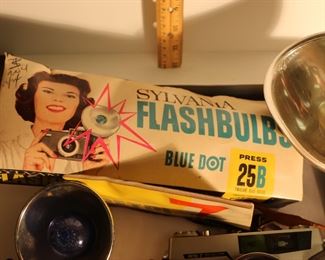 SYLVANIA
FLASHBULBS
BLUE DOT
PRESS
25B